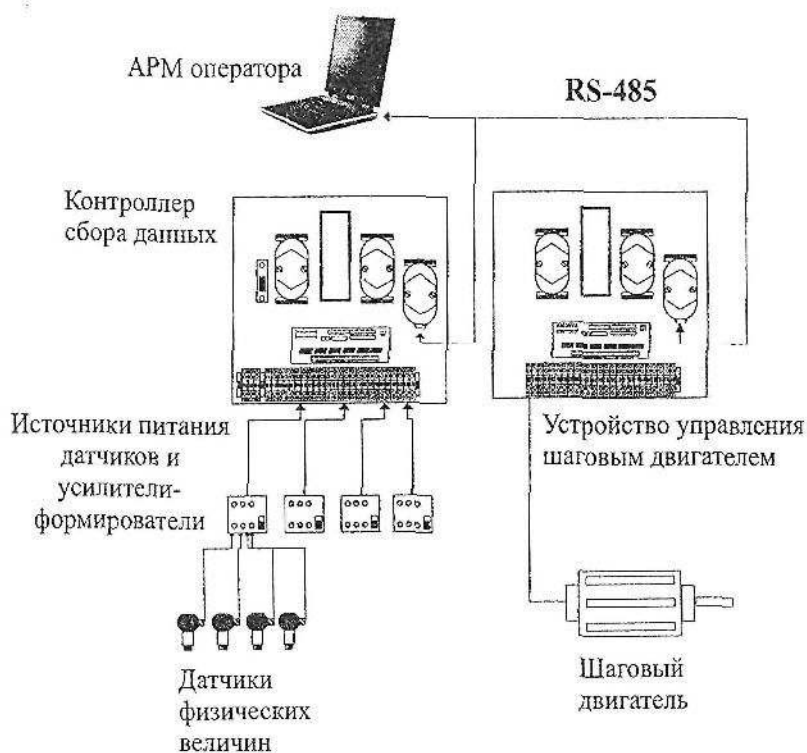 АРМ оператора
RS-485
Контроллер
сбора данных
Источники питания
датчиков и
усилители-
формирователи
Устройство управления
шаговым двигателем
Датчики
физических
величин
Шаговый
двигатель